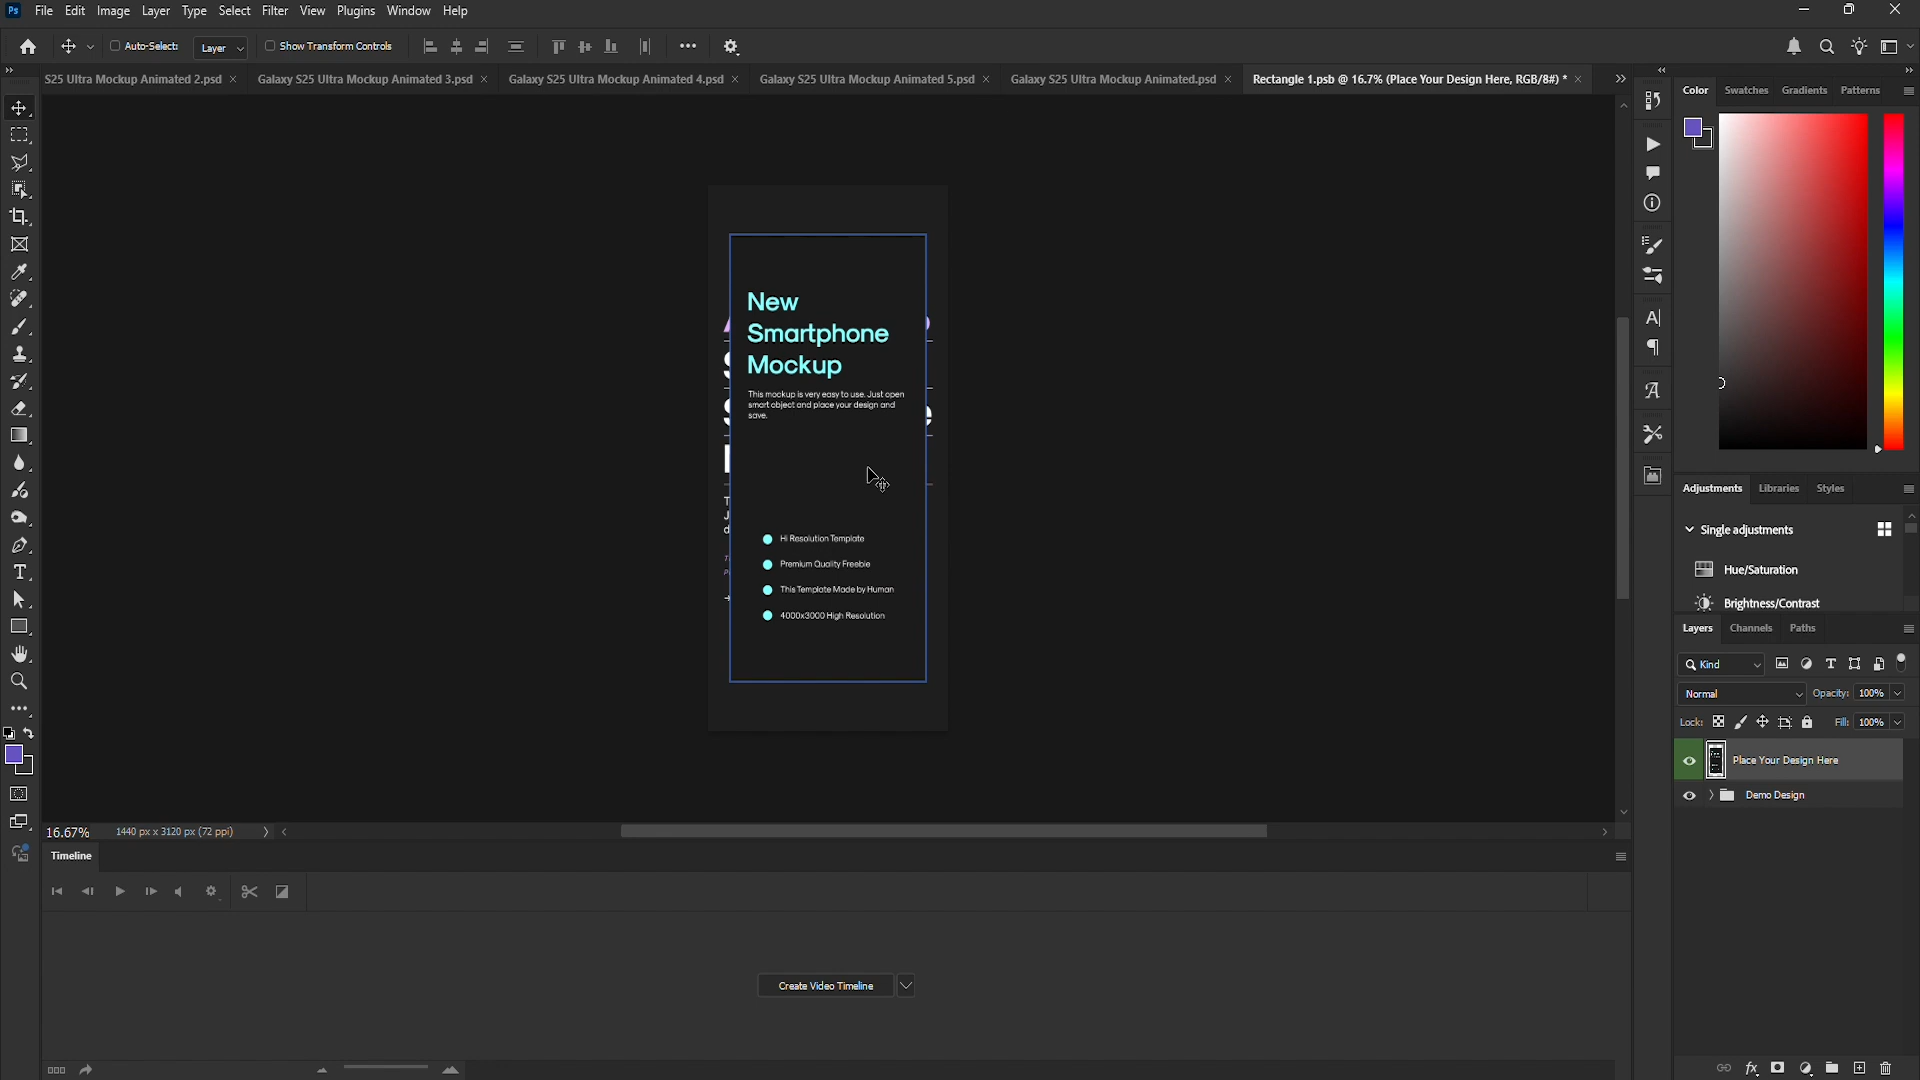 Ps File Edit Image Layer Type Select Filter View Plugins Window Help
Auto-Select: Layer Show Transform Controls
S25 Ultra Mockup Animated 2.psd Galaxy S25 Ultra Mockup Animated 3.psd Galaxy S25 Ultra Mockup Animated 4.psd Galaxy S25 Ultra Mockup Animated 5.psd Galaxy S25 Ultra Mockup Animated.psd Rectangle 1.psb @ 16.7% (Place Your Design Here, RGB/8#) *
New
Smartphone
Mockup
This mockup is very easy to use. Just open
smart object and place your design and
save.
Hi Resolution Template
Premium Quality Freebie
This Template Made by Human
4000x3000 High Resolution
16.67% 1440 px x 3120 px (72 ppi)
Timeline
Create Video Timeline
Color Swatches Gradients Patterns
Adjustments Libraries Styles
Single adjustments
Hue/Saturation
Brightness/Contrast
Layers Channels Paths
Kind
Normal Opacity: 100%
Lock: Fill: 100%
Place Your Design Here
Demo Design
fx